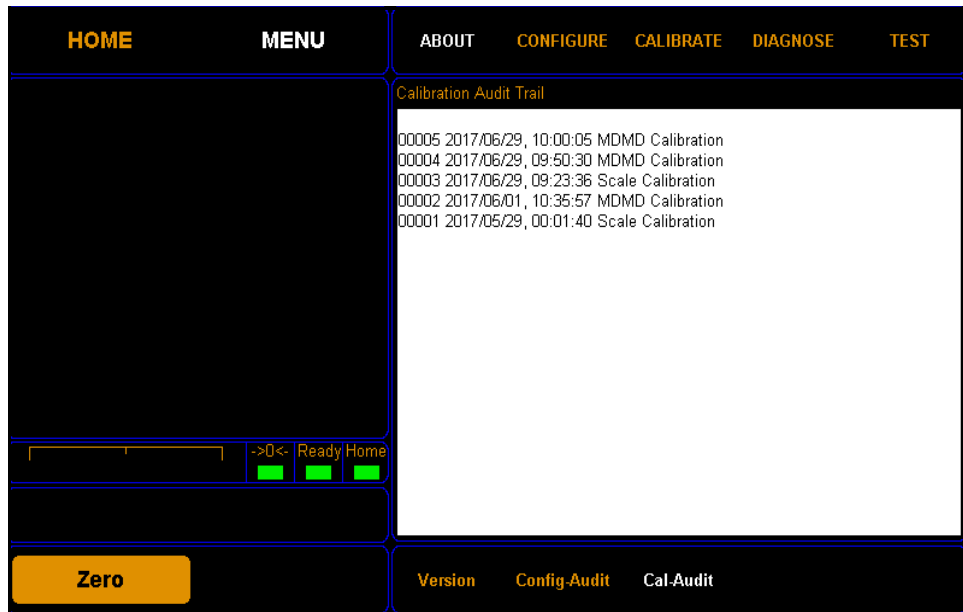 HOME MENU ABOUT CONFIGURE CALIBRATE DIAGNOSE TEST
Calibration Audit Trail
00005 2017/06/29, 10:00:05 MDMD Calibration
00004 2017/06/29, 09:50:30 MDMD Calibration
00003 2017/06/29, 09:23:36 Scale Calibration
00002 2017/06/01, 10:35:57 MDMD Calibration
00001 2017/05/29, 00:01:40 Scale Calibration
->0<- Ready Home
Zero Version Config-Audit Cal-Audit